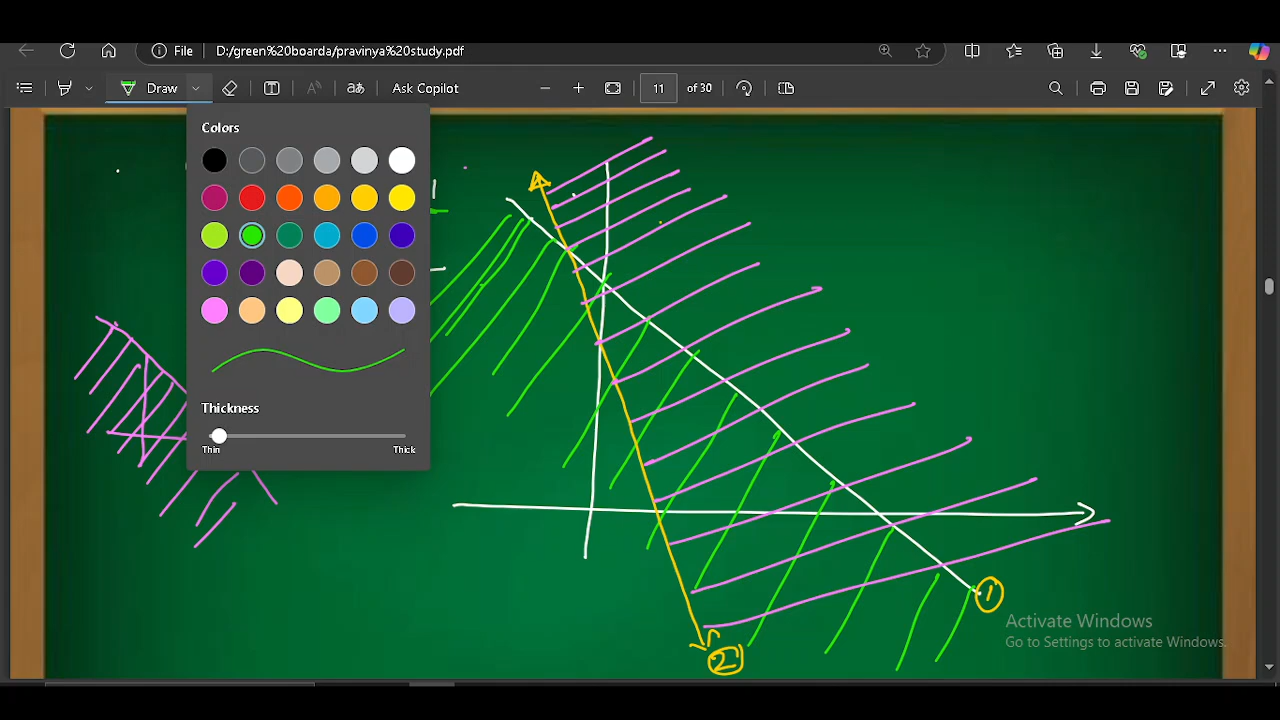 File D:/green%20boarda/pravinya%20study.pdf
Draw Ask Copilot 11 of 30
Colors
Thickness
Thin Thick
1
2
Activate Windows
Go to Settings to activate Windows.